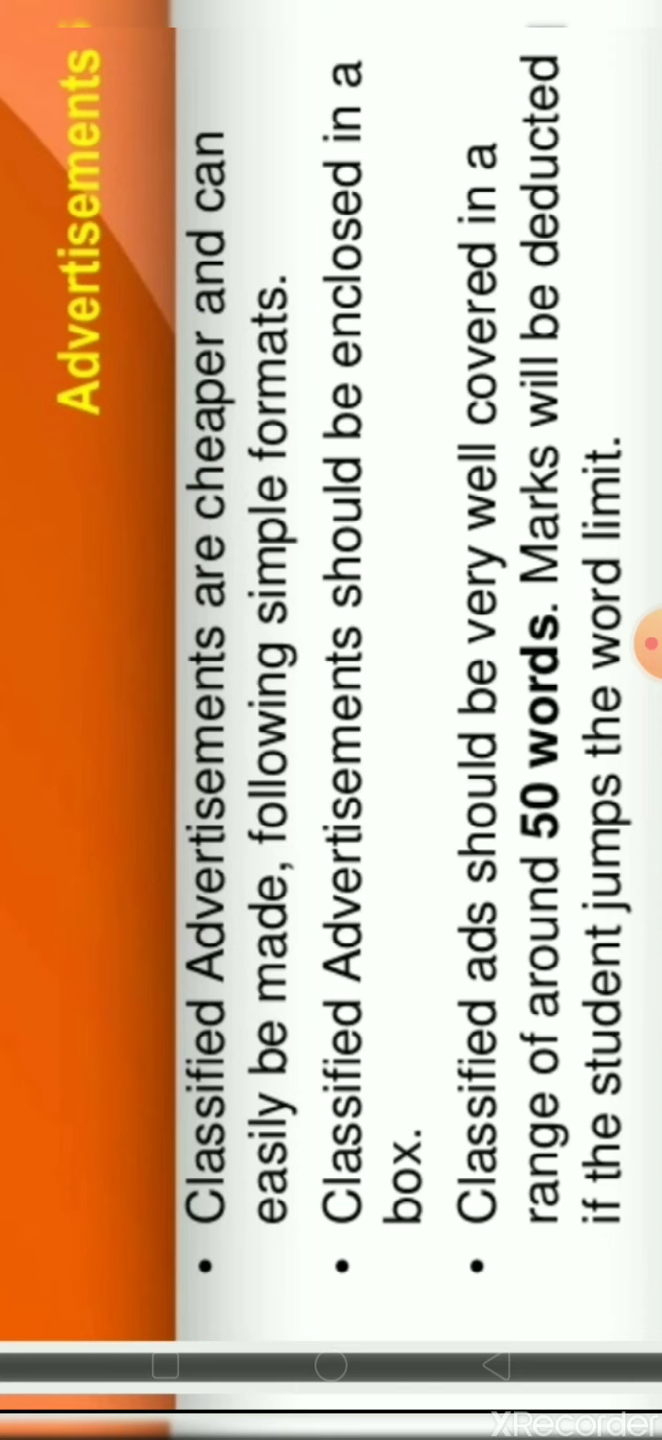 Advertisements
• Classified Advertisements are cheaper and can
easily be made, following simple formats.
• Classified Advertisements should be enclosed in a
box.
• Classified ads should be very well covered in a
range of around 50 words. Marks will be deducted
if the student jumps the word limit.
XRecorder